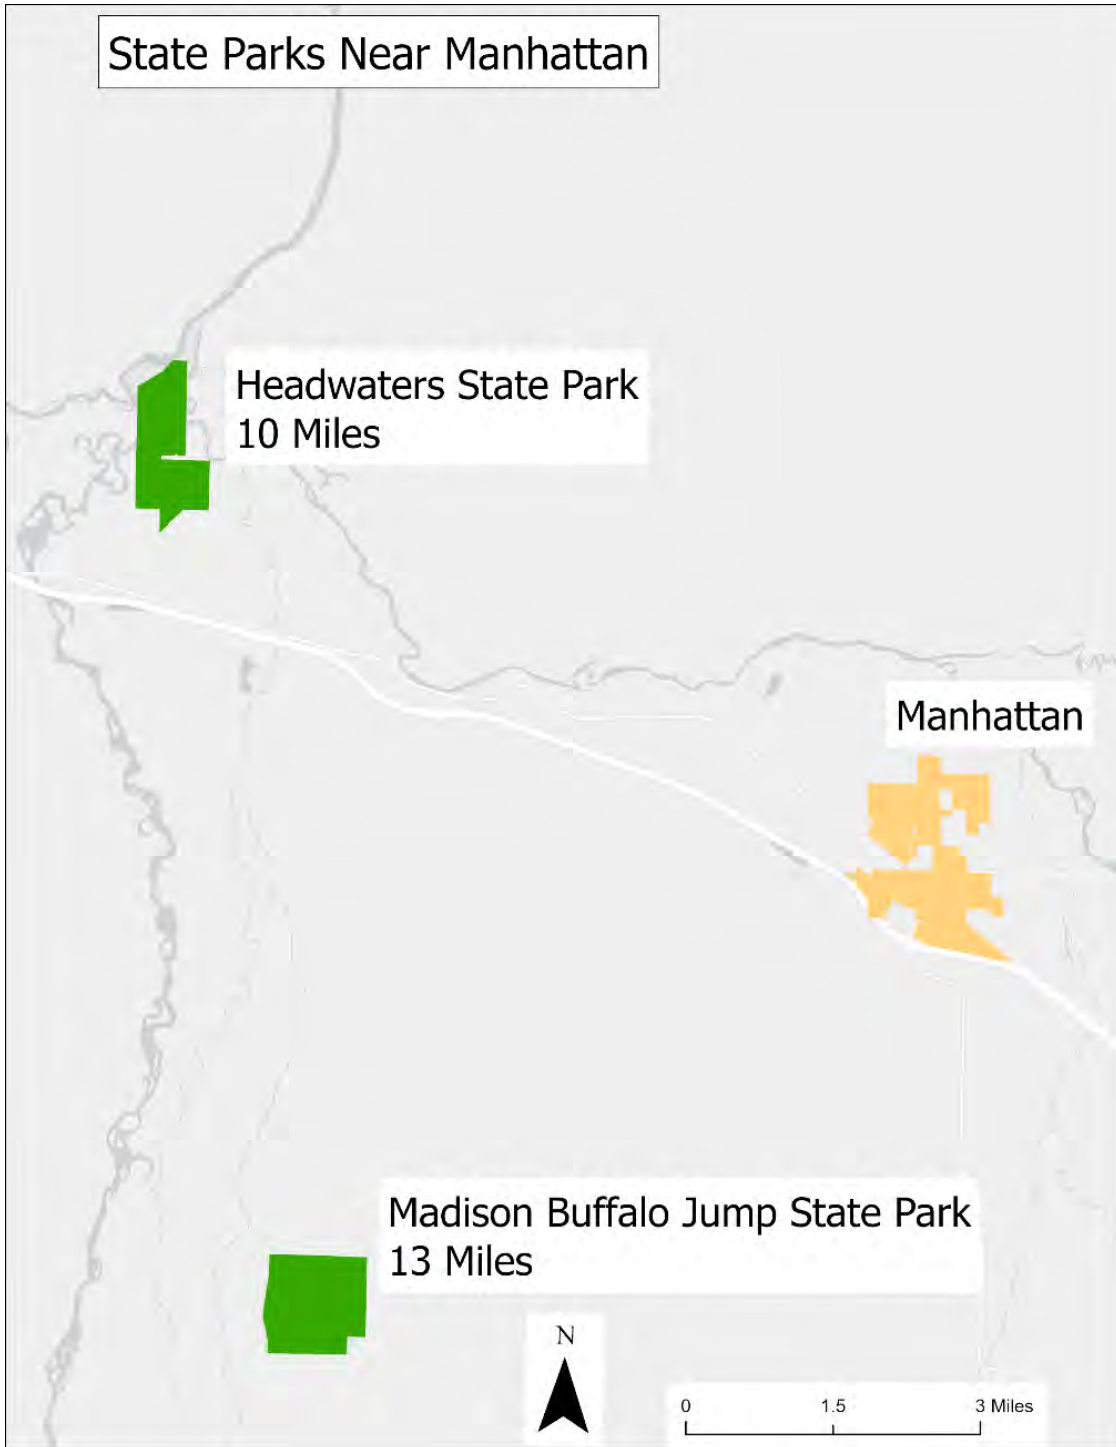 State Parks Near Manhattan
Headwaters State Park
10 Miles
Manhattan
Madison Buffalo Jump State Park
13 Miles
N
0 1.5 3 Miles